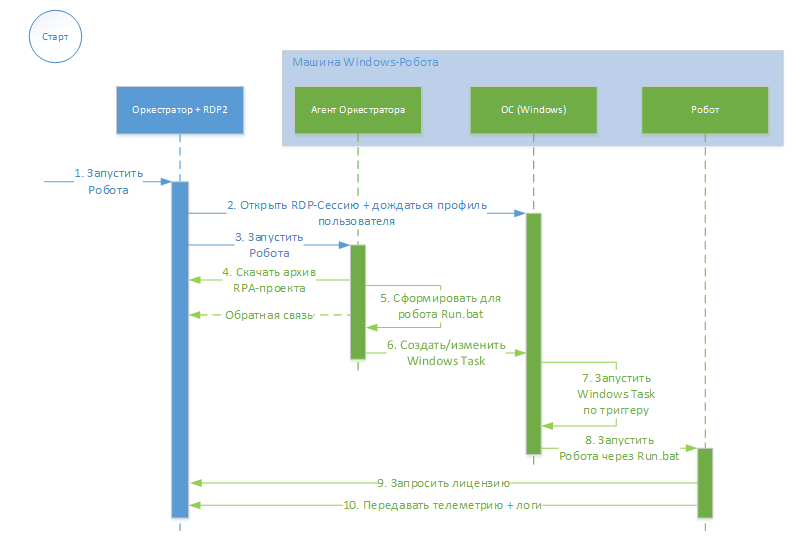 Старт
Машина Windows-Робота
Оркестратор + RDP2
Агент Оркестратора
ОС (Windows)
Робот
1. Запустить
Робота
2. Открыть RDP-Сессию + дождаться профиль
пользователя
3. Запустить
Робота
4. Скачать архив
RPA-проекта
5. Сформировать для
робота Run.bat
Обратная связь
6. Создать/изменить
Windows Task
7. Запустить
Windows Task
по триггеру
8. Запустить
Робота через Run.bat
9. Запросить лицензию
10. Передавать телеметрию + логи